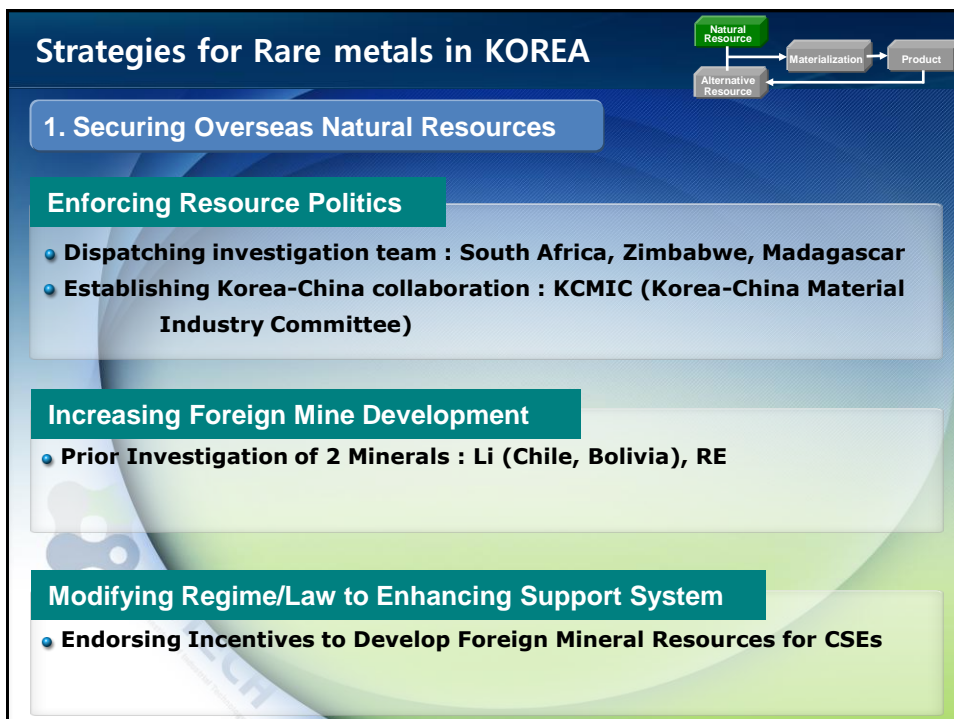 Strategies for Rare metals in KOREA
Natural
Resource
Materialization
Product
Alternative
Resource
1. Securing Overseas Natural Resources
Enforcing Resource Politics
Dispatching investigation team : South Africa, Zimbabwe, Madagascar
Establishing Korea-China collaboration : KCMIC (Korea-China Material
Industry Committee)
Increasing Foreign Mine Development
Prior Investigation of 2 Minerals : Li (Chile, Bolivia), RE
Modifying Regime/Law to Enhancing Support System
Endorsing Incentives to Develop Foreign Mineral Resources for CSEs